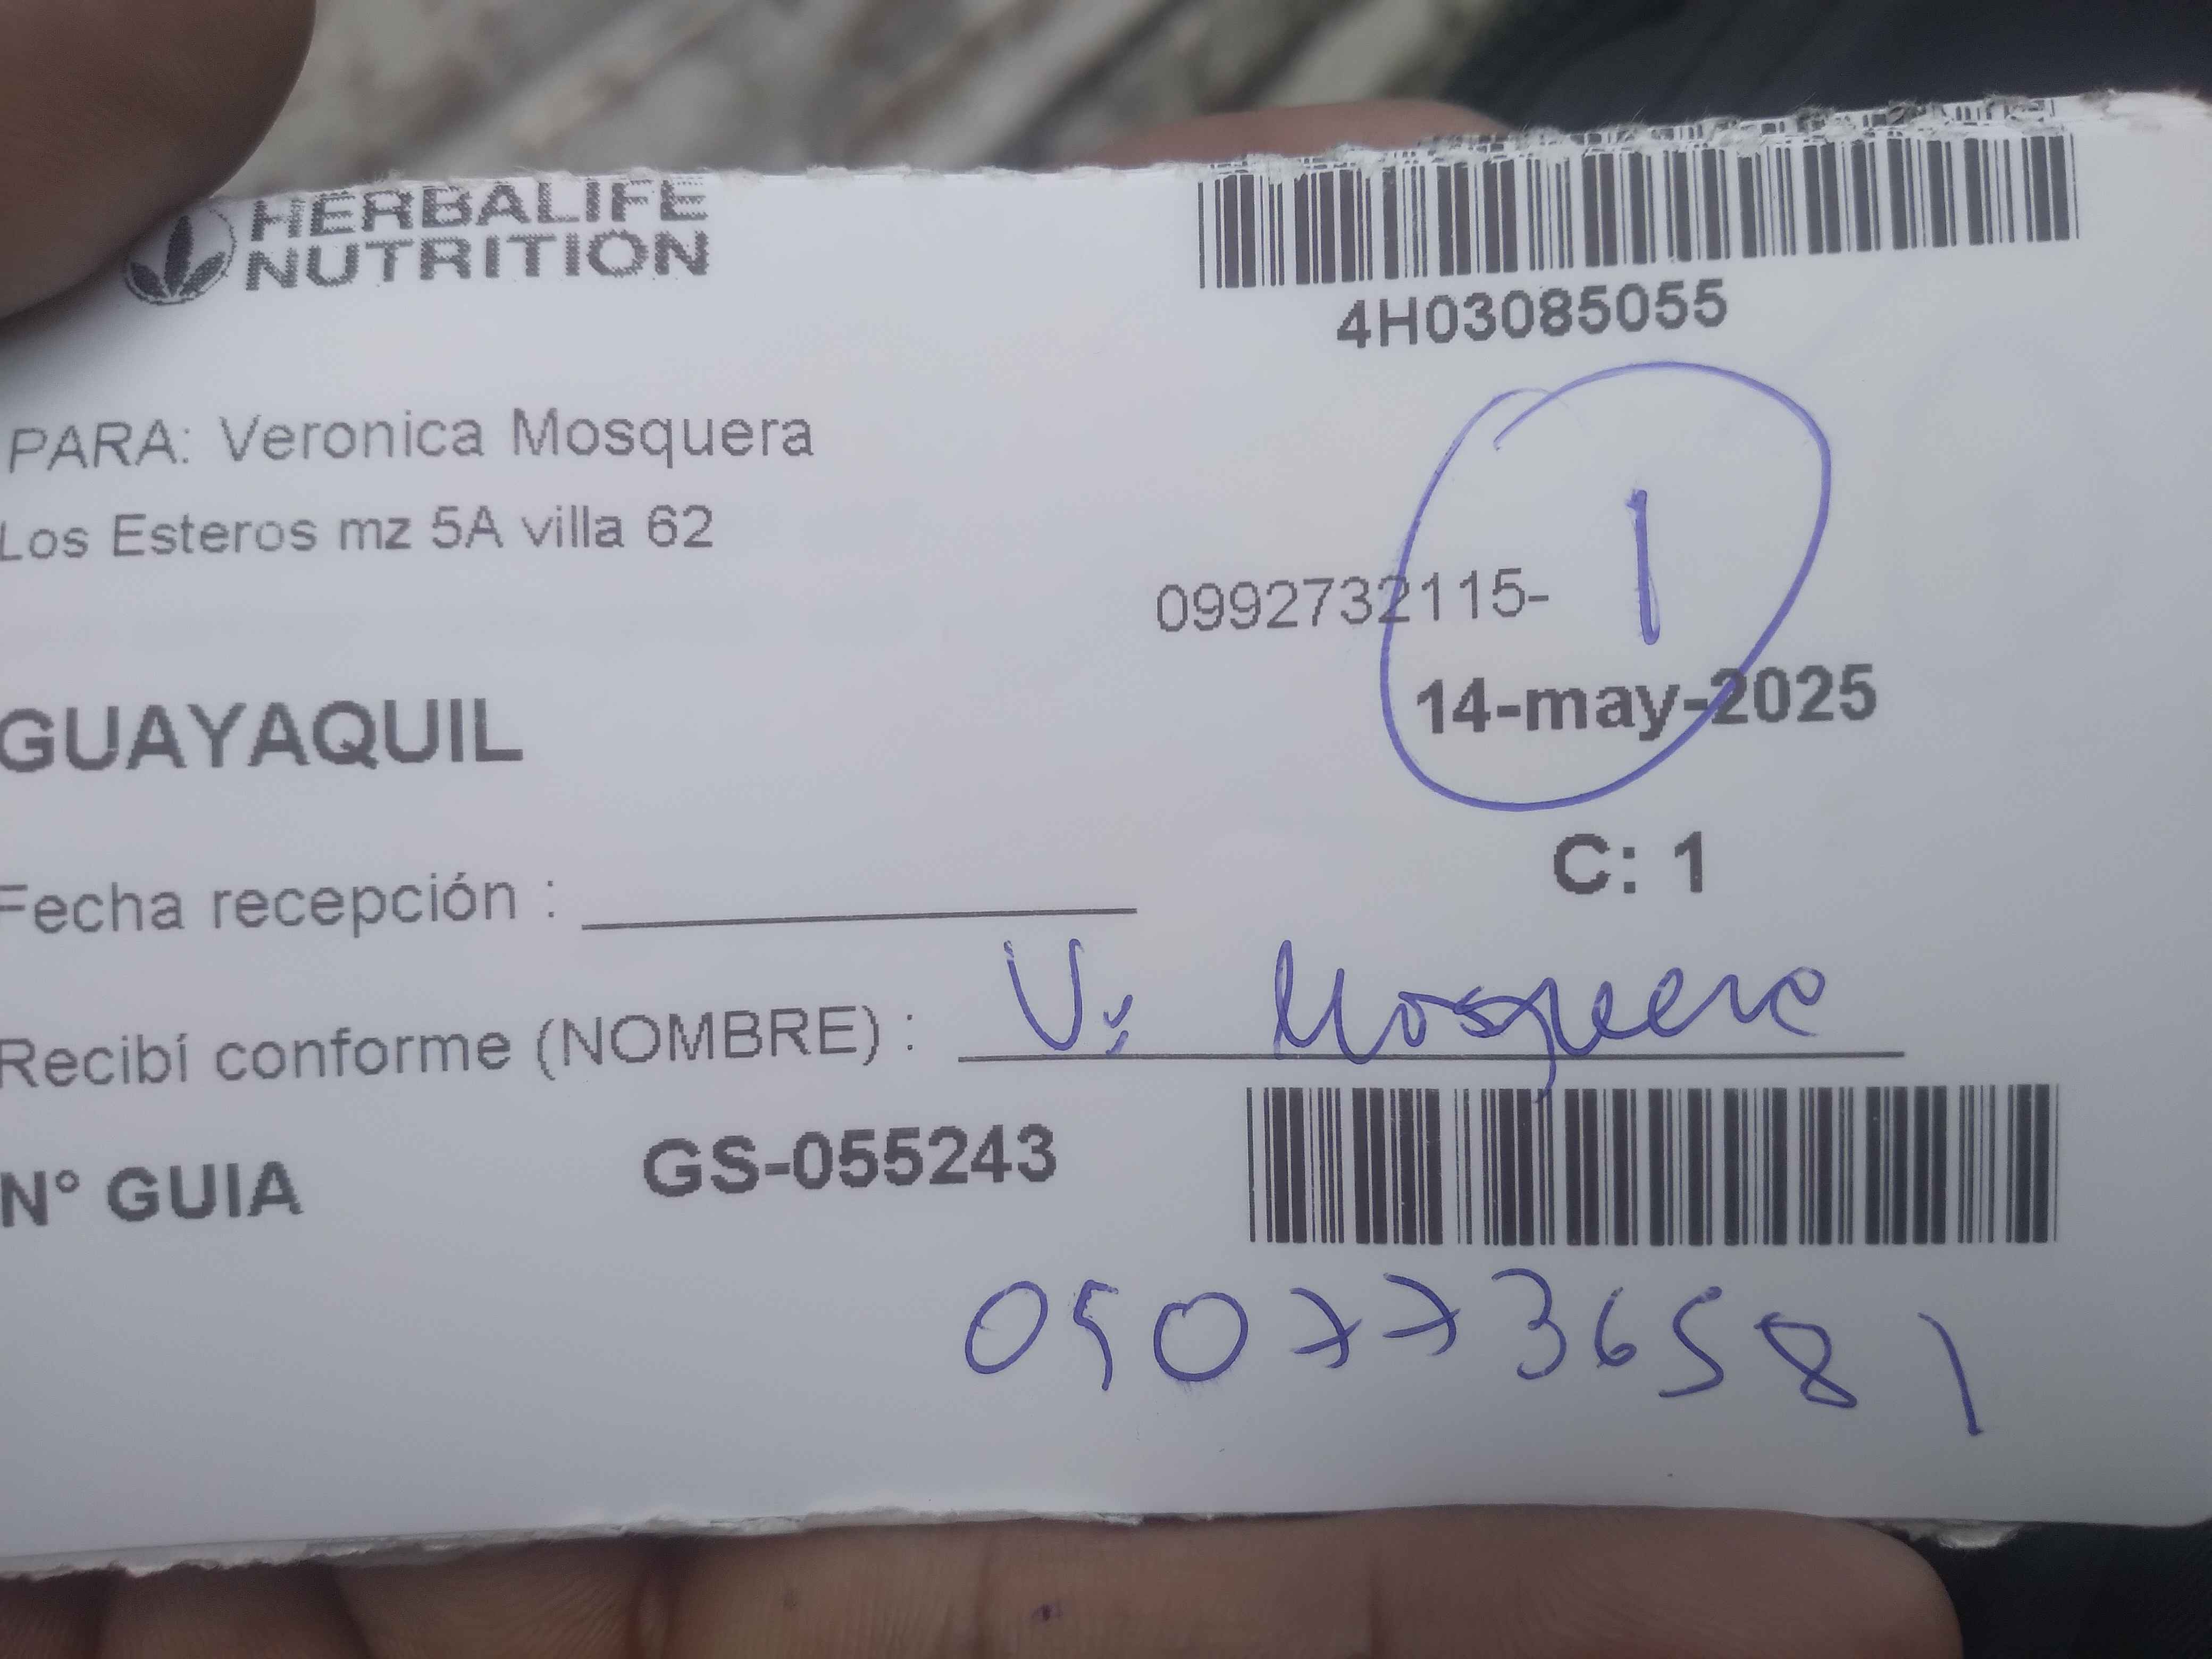 HERBALIFE
NUTRITION
4H03085055
PARA: Veronica Mosquera
Los Esteros mz 5A villa 62
0992732115-
1
GUAYAQUIL
14-may-2025
C: 1
Fecha recepción :
Recibí conforme (NOMBRE) : V. Mosquera
N° GUIA GS-055243
0907736581